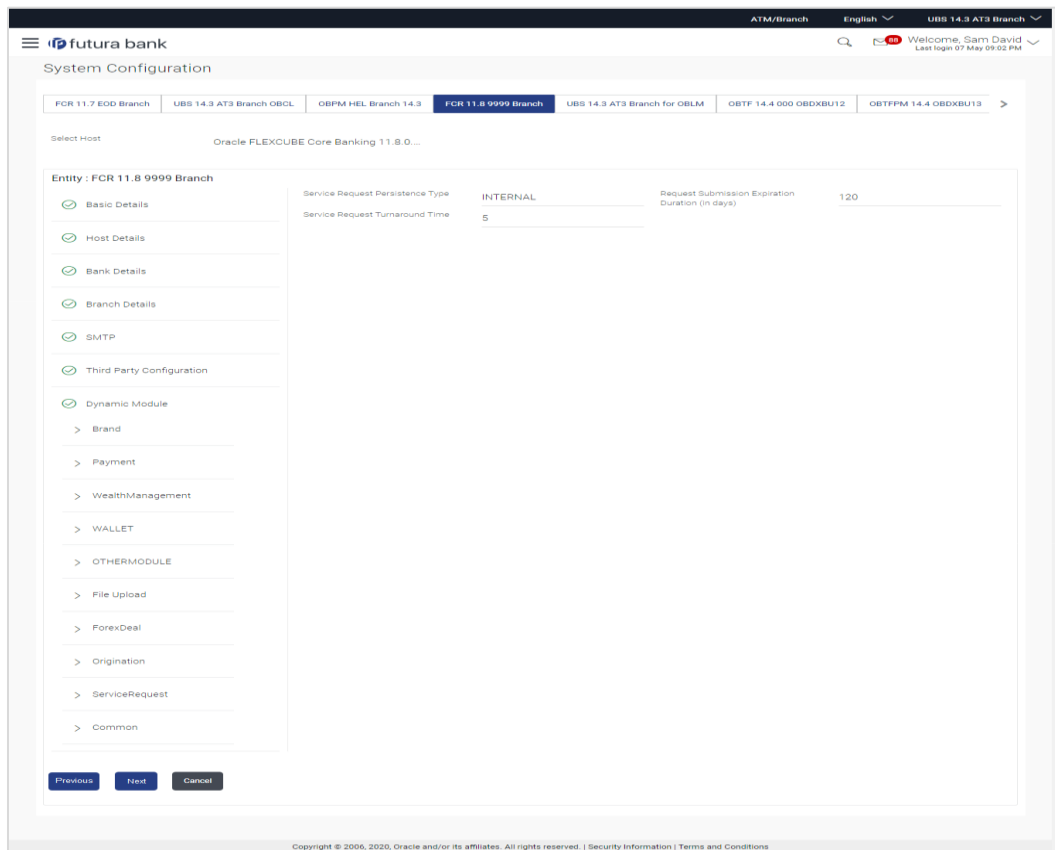 ATM/Branch English UBS 14.3 AT3 Branch
futura bank 88 Welcome, Sam David
Last login 07 May 09:02 PM
System Configuration
FCR 11.7 EOD Branch UBS 14.3 AT3 Branch OBCL OBPM HEL Branch 14.3 FCR 11.8 9999 Branch UBS 14.3 AT3 Branch for OBLM OBTF 14.4 000 OBDXBU12 OBTFPM 14.4 OBDXBU13 >
Select Host Oracle FLEXCUBE Core Banking 11.8.0....
Entity : FCR 11.8 9999 Branch
Service Request Persistence Type INTERNAL Request Submission Expiration
Duration (in days) 120
Service Request Turnaround Time 5
Basic Details
Host Details
Bank Details
Branch Details
SMTP
Third Party Configuration
Dynamic Module
> Brand
> Payment
> WealthManagement
> WALLET
> OTHERMODULE
> File Upload
> ForexDeal
> Origination
> ServiceRequest
> Common
Previous Next Cancel
Copyright © 2006, 2020, Oracle and/or its affiliates. All rights reserved. | Security Information | Terms and Conditions